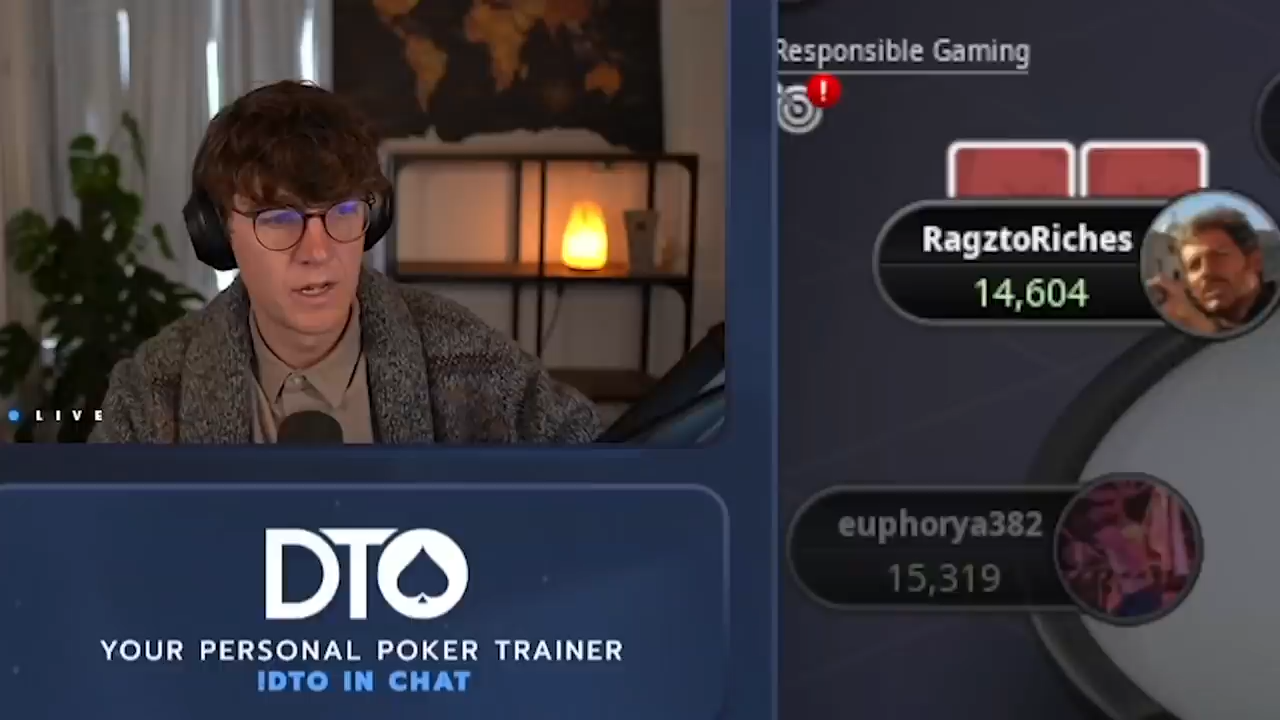 Responsible Gaming
!
RagztoRiches
14,604
LIVE
euphorya382
15,319
DTO
YOUR PERSONAL POKER TRAINER
!DTO IN CHAT